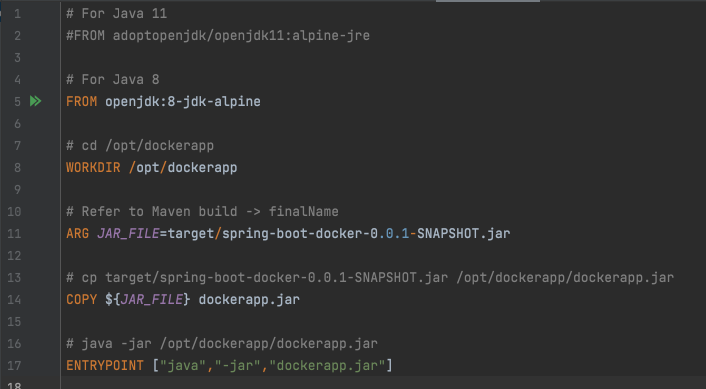 1 # For Java 11
2 #FROM adoptopenjdk/openjdk11:alpine-jre
3
4 # For Java 8
5 FROM openjdk:8-jdk-alpine
6
7 # cd /opt/dockerapp
8 WORKDIR /opt/dockerapp
9
10 # Refer to Maven build -> finalName
11 ARG JAR_FILE=target/spring-boot-docker-0.0.1-SNAPSHOT.jar
12
13 # cp target/spring-boot-docker-0.0.1-SNAPSHOT.jar /opt/dockerapp/dockerapp.jar
14 COPY ${JAR_FILE} dockerapp.jar
15
16 # java -jar /opt/dockerapp/dockerapp.jar
17 ENTRYPOINT ["java","-jar","dockerapp.jar"]
18